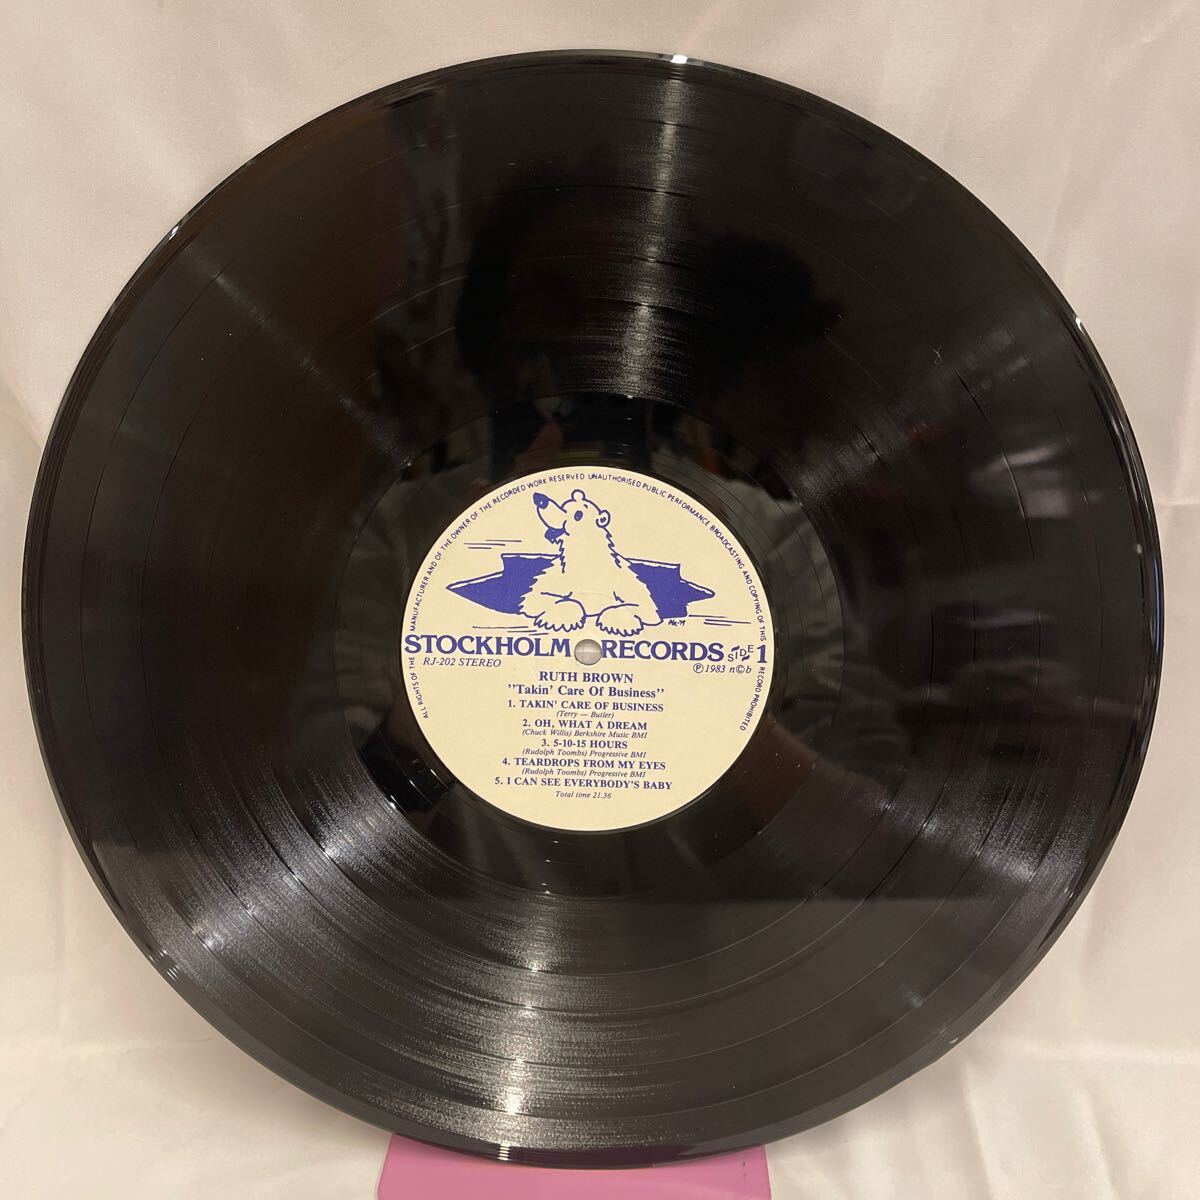 ALL RIGHTS OF THE MANUFACTURER AND OF THE OWNER OF THE RECORDED WORK RESERVED UNAUTHORISED PUBLIC PERFORMANCE BROADCASTING AND COPYING OF THIS RECORD PROHIBITED
STOCKHOLM RECORDS SIDE 1
RJ-202 STEREO
℗ 1983 n©b
RUTH BROWN
"Takin' Care Of Business"
1. TAKIN' CARE OF BUSINESS
(Terry — Butler)
2. OH, WHAT A DREAM
(Chuck Willis) Berkshire Music BMI
3. 5-10-15 HOURS
(Rudolph Toombs) Progressive BMI
4. TEARDROPS FROM MY EYES
(Rudolph Toombs) Progressive BMI
5. I CAN SEE EVERYBODY'S BABY
Total time 21.36